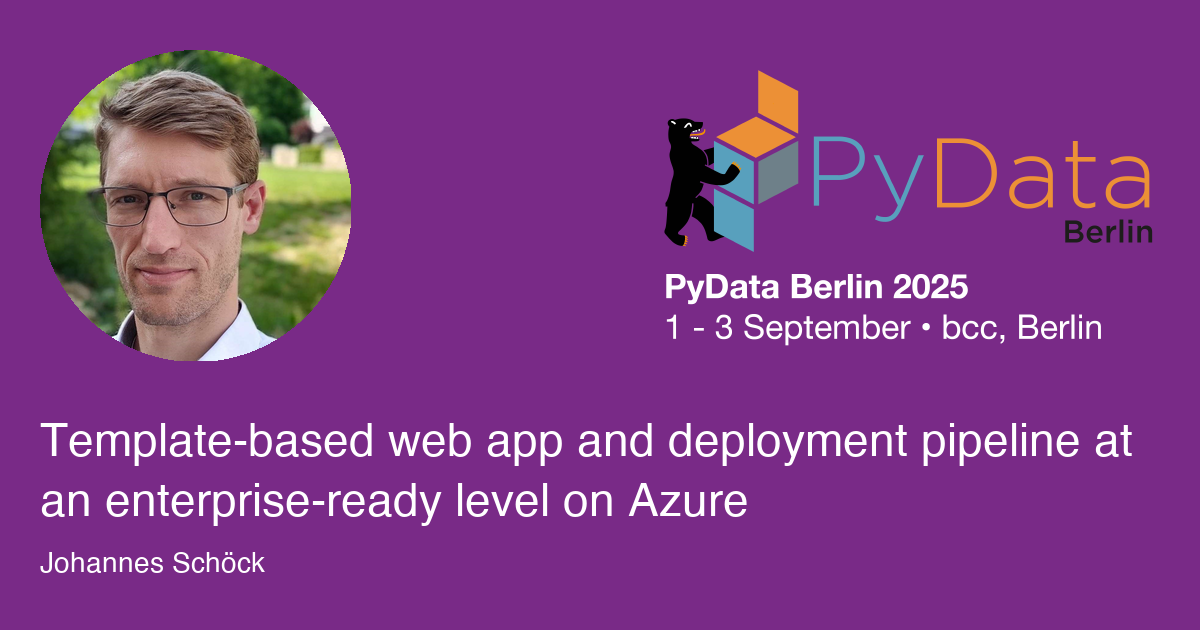 PyData
Berlin
PyData Berlin 2025
1 - 3 September • bcc, Berlin
Template-based web app and deployment pipeline at
an enterprise-ready level on Azure
Johannes Schöck